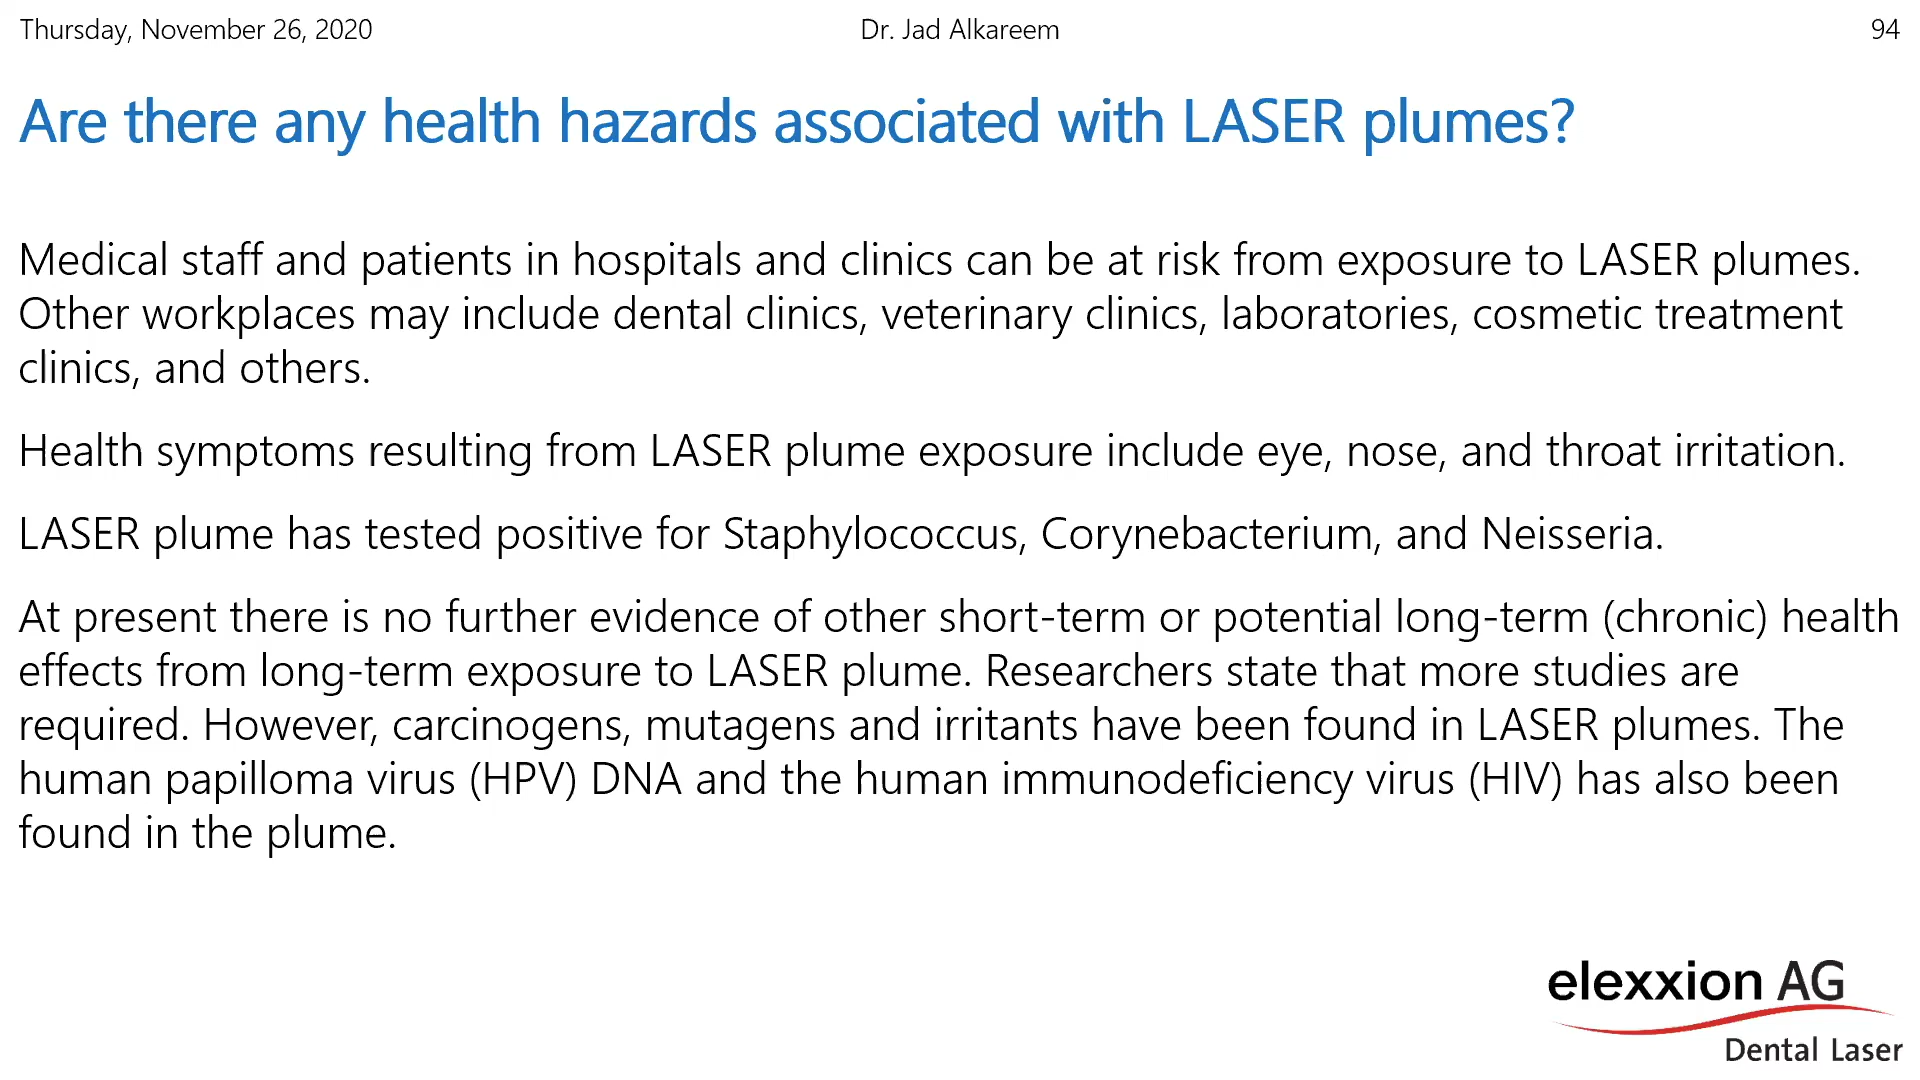 Thursday, November 26, 2020
Dr. Jad Alkareem
94
Are there any health hazards associated with LASER plumes?
Medical staff and patients in hospitals and clinics can be at risk from exposure to LASER plumes.
Other workplaces may include dental clinics, veterinary clinics, laboratories, cosmetic treatment
clinics, and others.
Health symptoms resulting from LASER plume exposure include eye, nose, and throat irritation.
LASER plume has tested positive for Staphylococcus, Corynebacterium, and Neisseria.
At present there is no further evidence of other short-term or potential long-term (chronic) health
effects from long-term exposure to LASER plume. Researchers state that more studies are
required. However, carcinogens, mutagens and irritants have been found in LASER plumes. The
human papilloma virus (HPV) DNA and the human immunodeficiency virus (HIV) has also been
found in the plume.
elexxion AG
Dental Laser